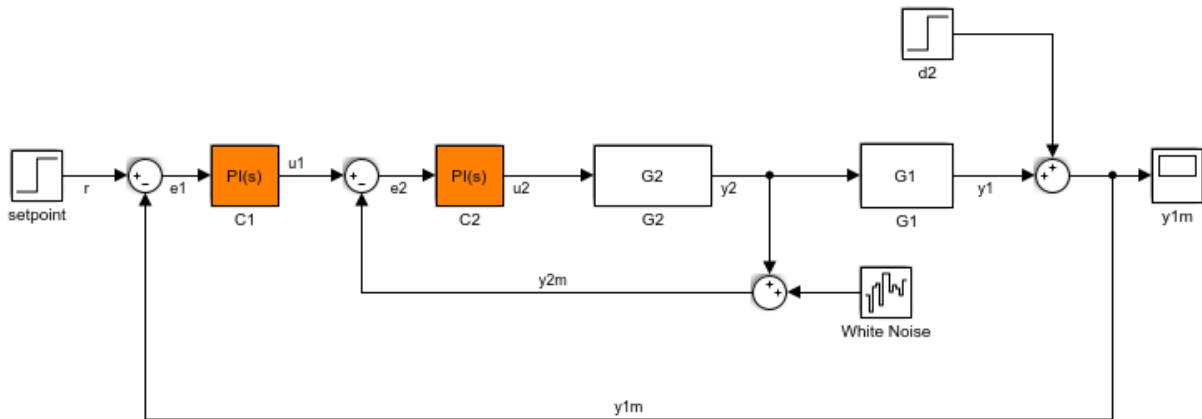 d2
setpoint
r
e1
PI(s)
C1
u1
e2
PI(s)
C2
u2
G2
G2
y2
G1
G1
y1
y1m
y2m
White Noise
y1m